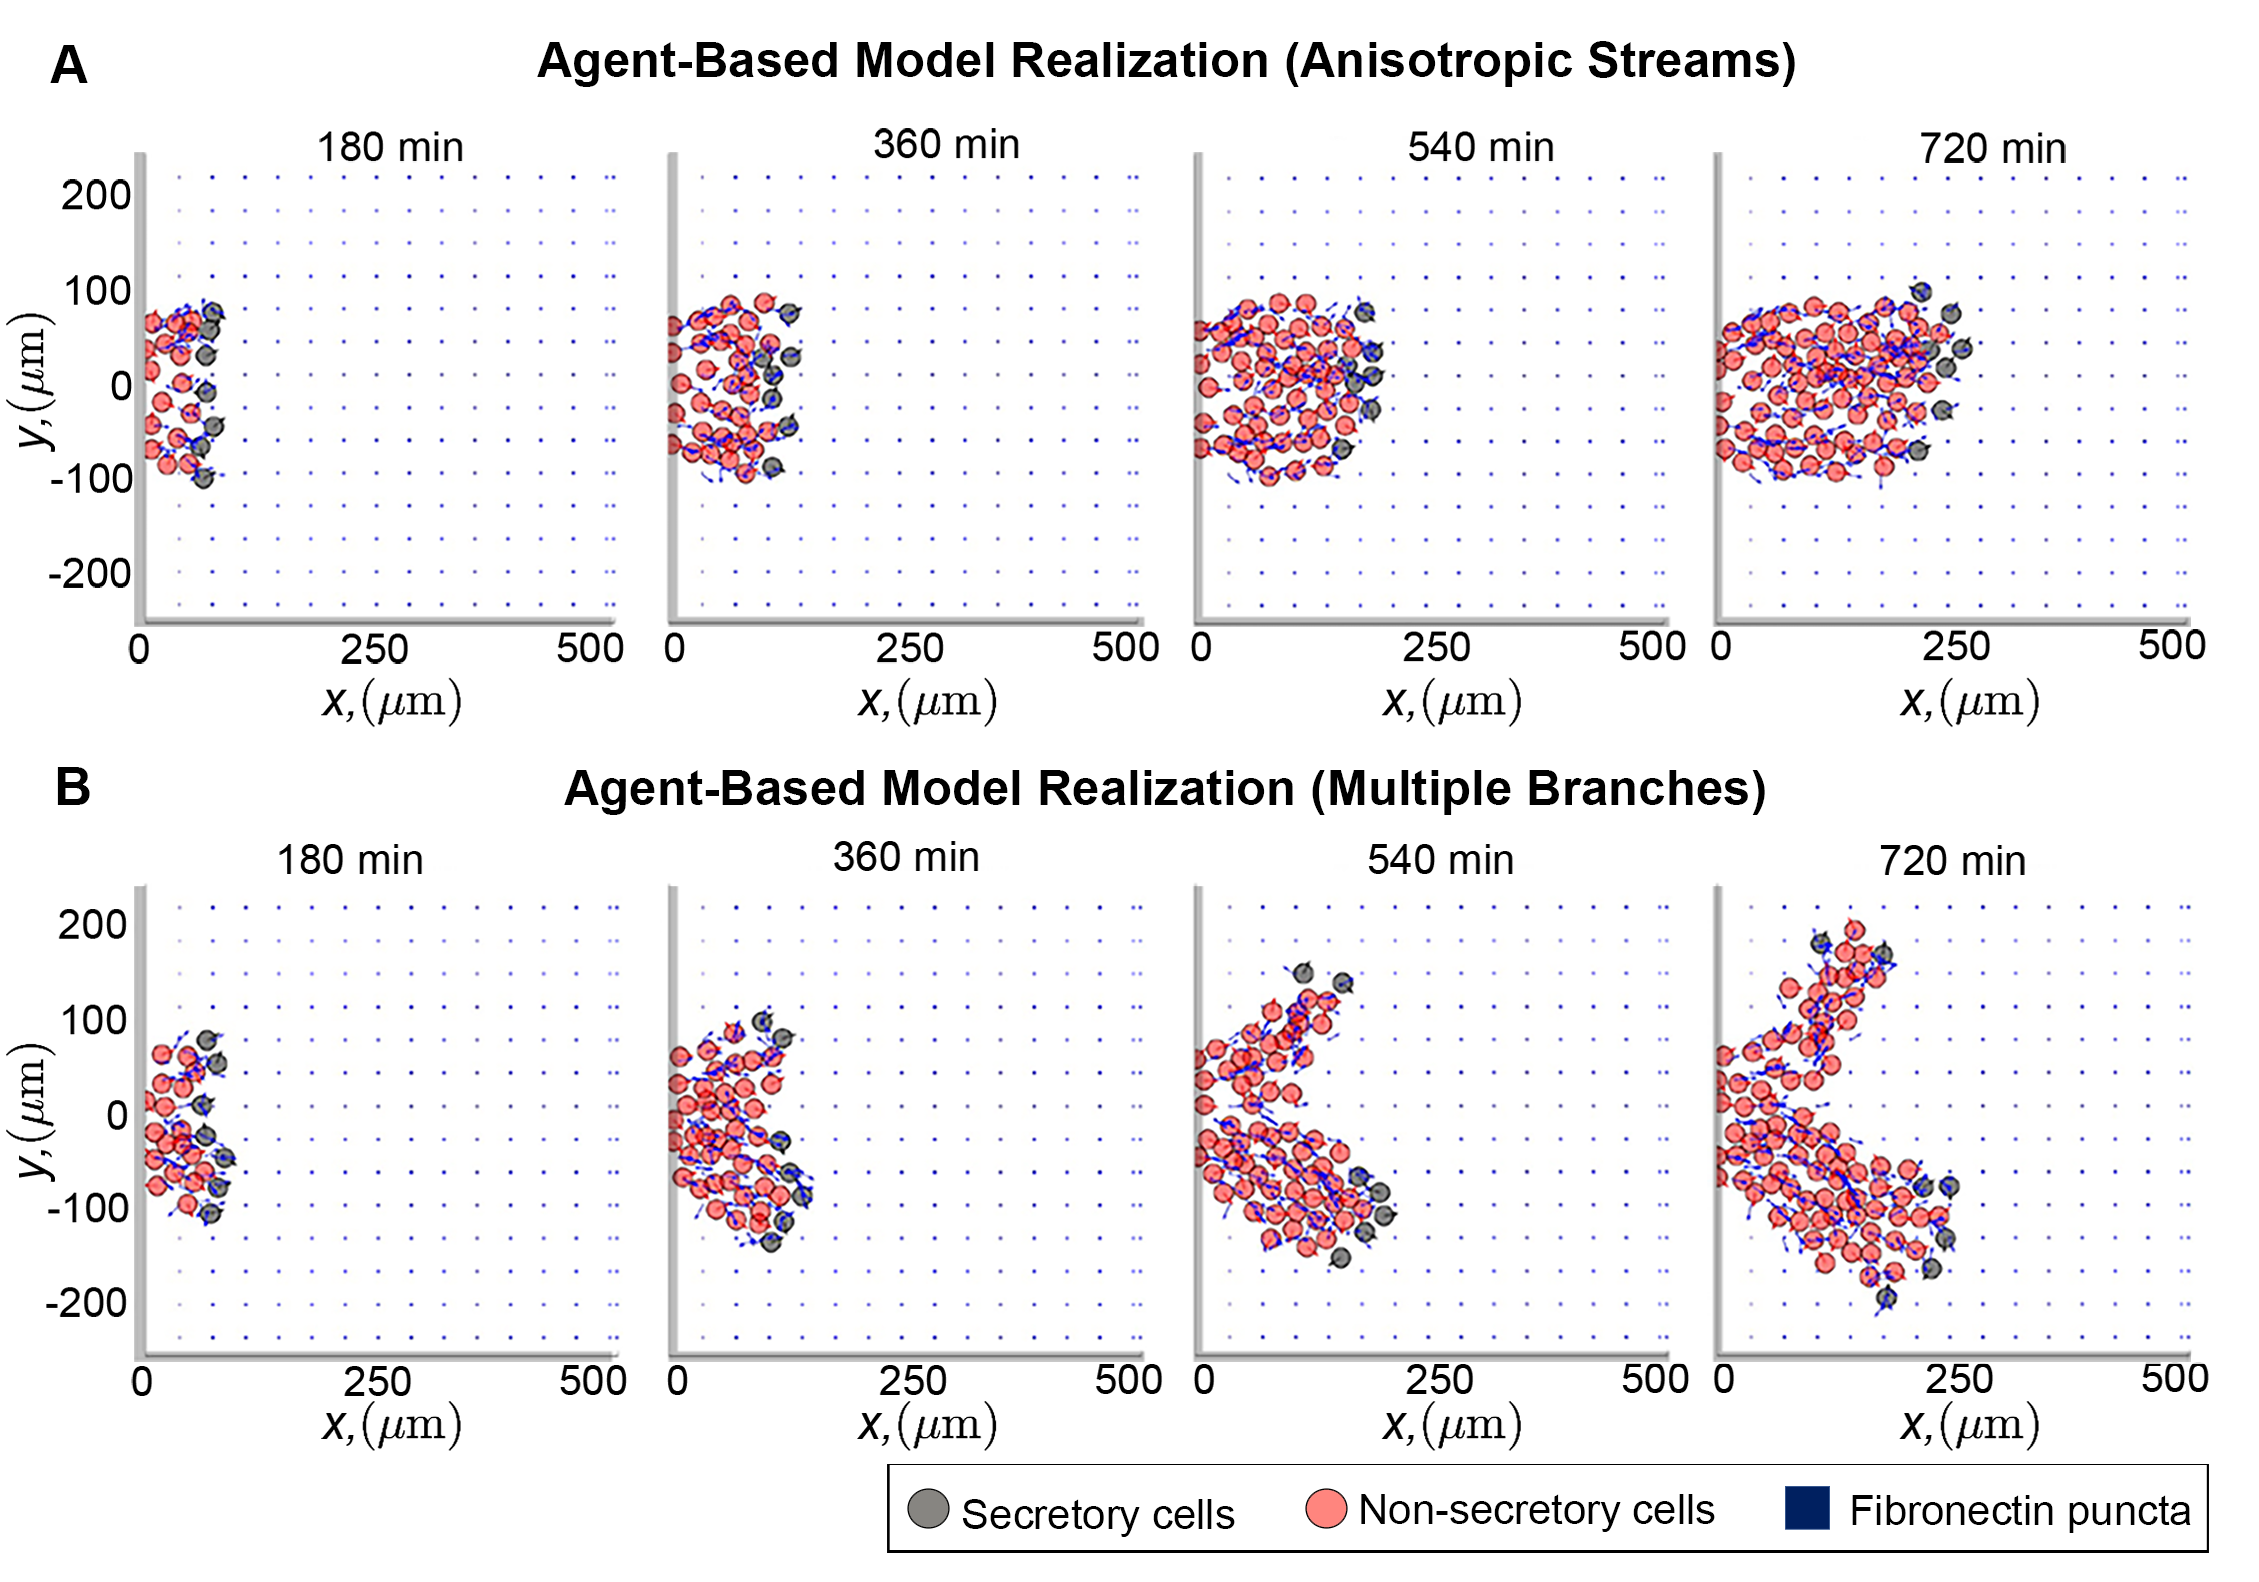 A
Agent-Based Model Realization (Anisotropic Streams)
180 min
360 min
540 min
720 min
200
100
0
-100
-200
y,(μm)
0 250 500
0 250 500
0 250 500
0 250 500
x,(μm)
x,(μm)
x,(μm)
x,(μm)
B
Agent-Based Model Realization (Multiple Branches)
180 min
360 min
540 min
720 min
200
100
0
-100
-200
y,(μm)
0 250 500
0 250 500
0 250 500
0 250 500
x,(μm)
x,(μm)
x,(μm)
x,(μm)
Secretory cells
Non-secretory cells
Fibronectin puncta